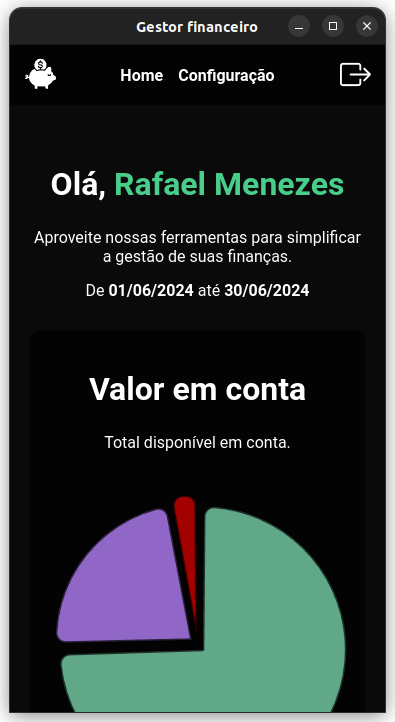 Gestor financeiro
Home Configuração
Olá, Rafael Menezes
Aproveite nossas ferramentas para simplificar
a gestão de suas finanças.
De 01/06/2024 até 30/06/2024
Valor em conta
Total disponível em conta.